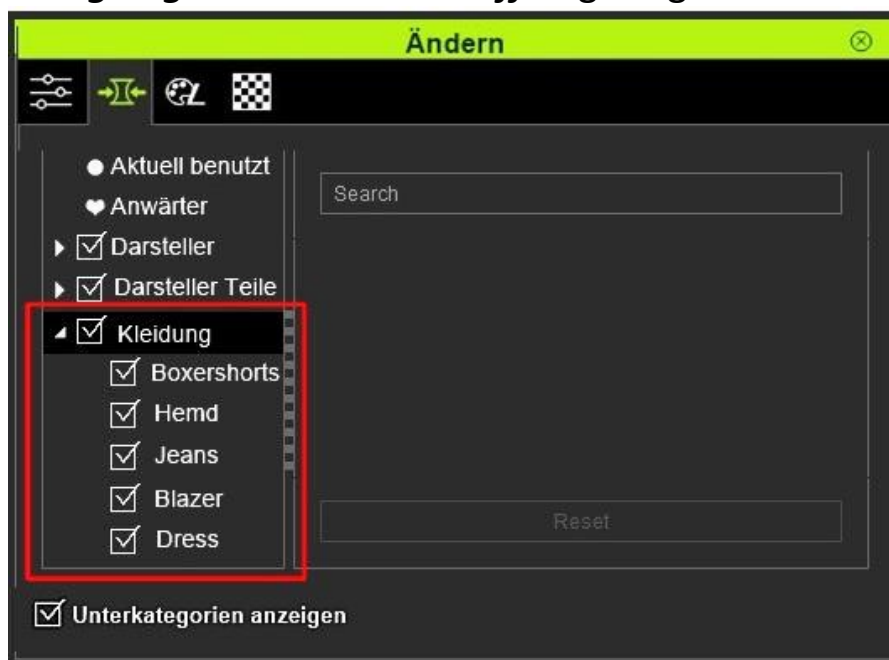 Ändern
Aktuell benutzt
Anwärter
Darsteller
Darsteller Teile
Kleidung
Boxershorts
Hemd
Jeans
Blazer
Dress
Search
Reset
Unterkategorien anzeigen